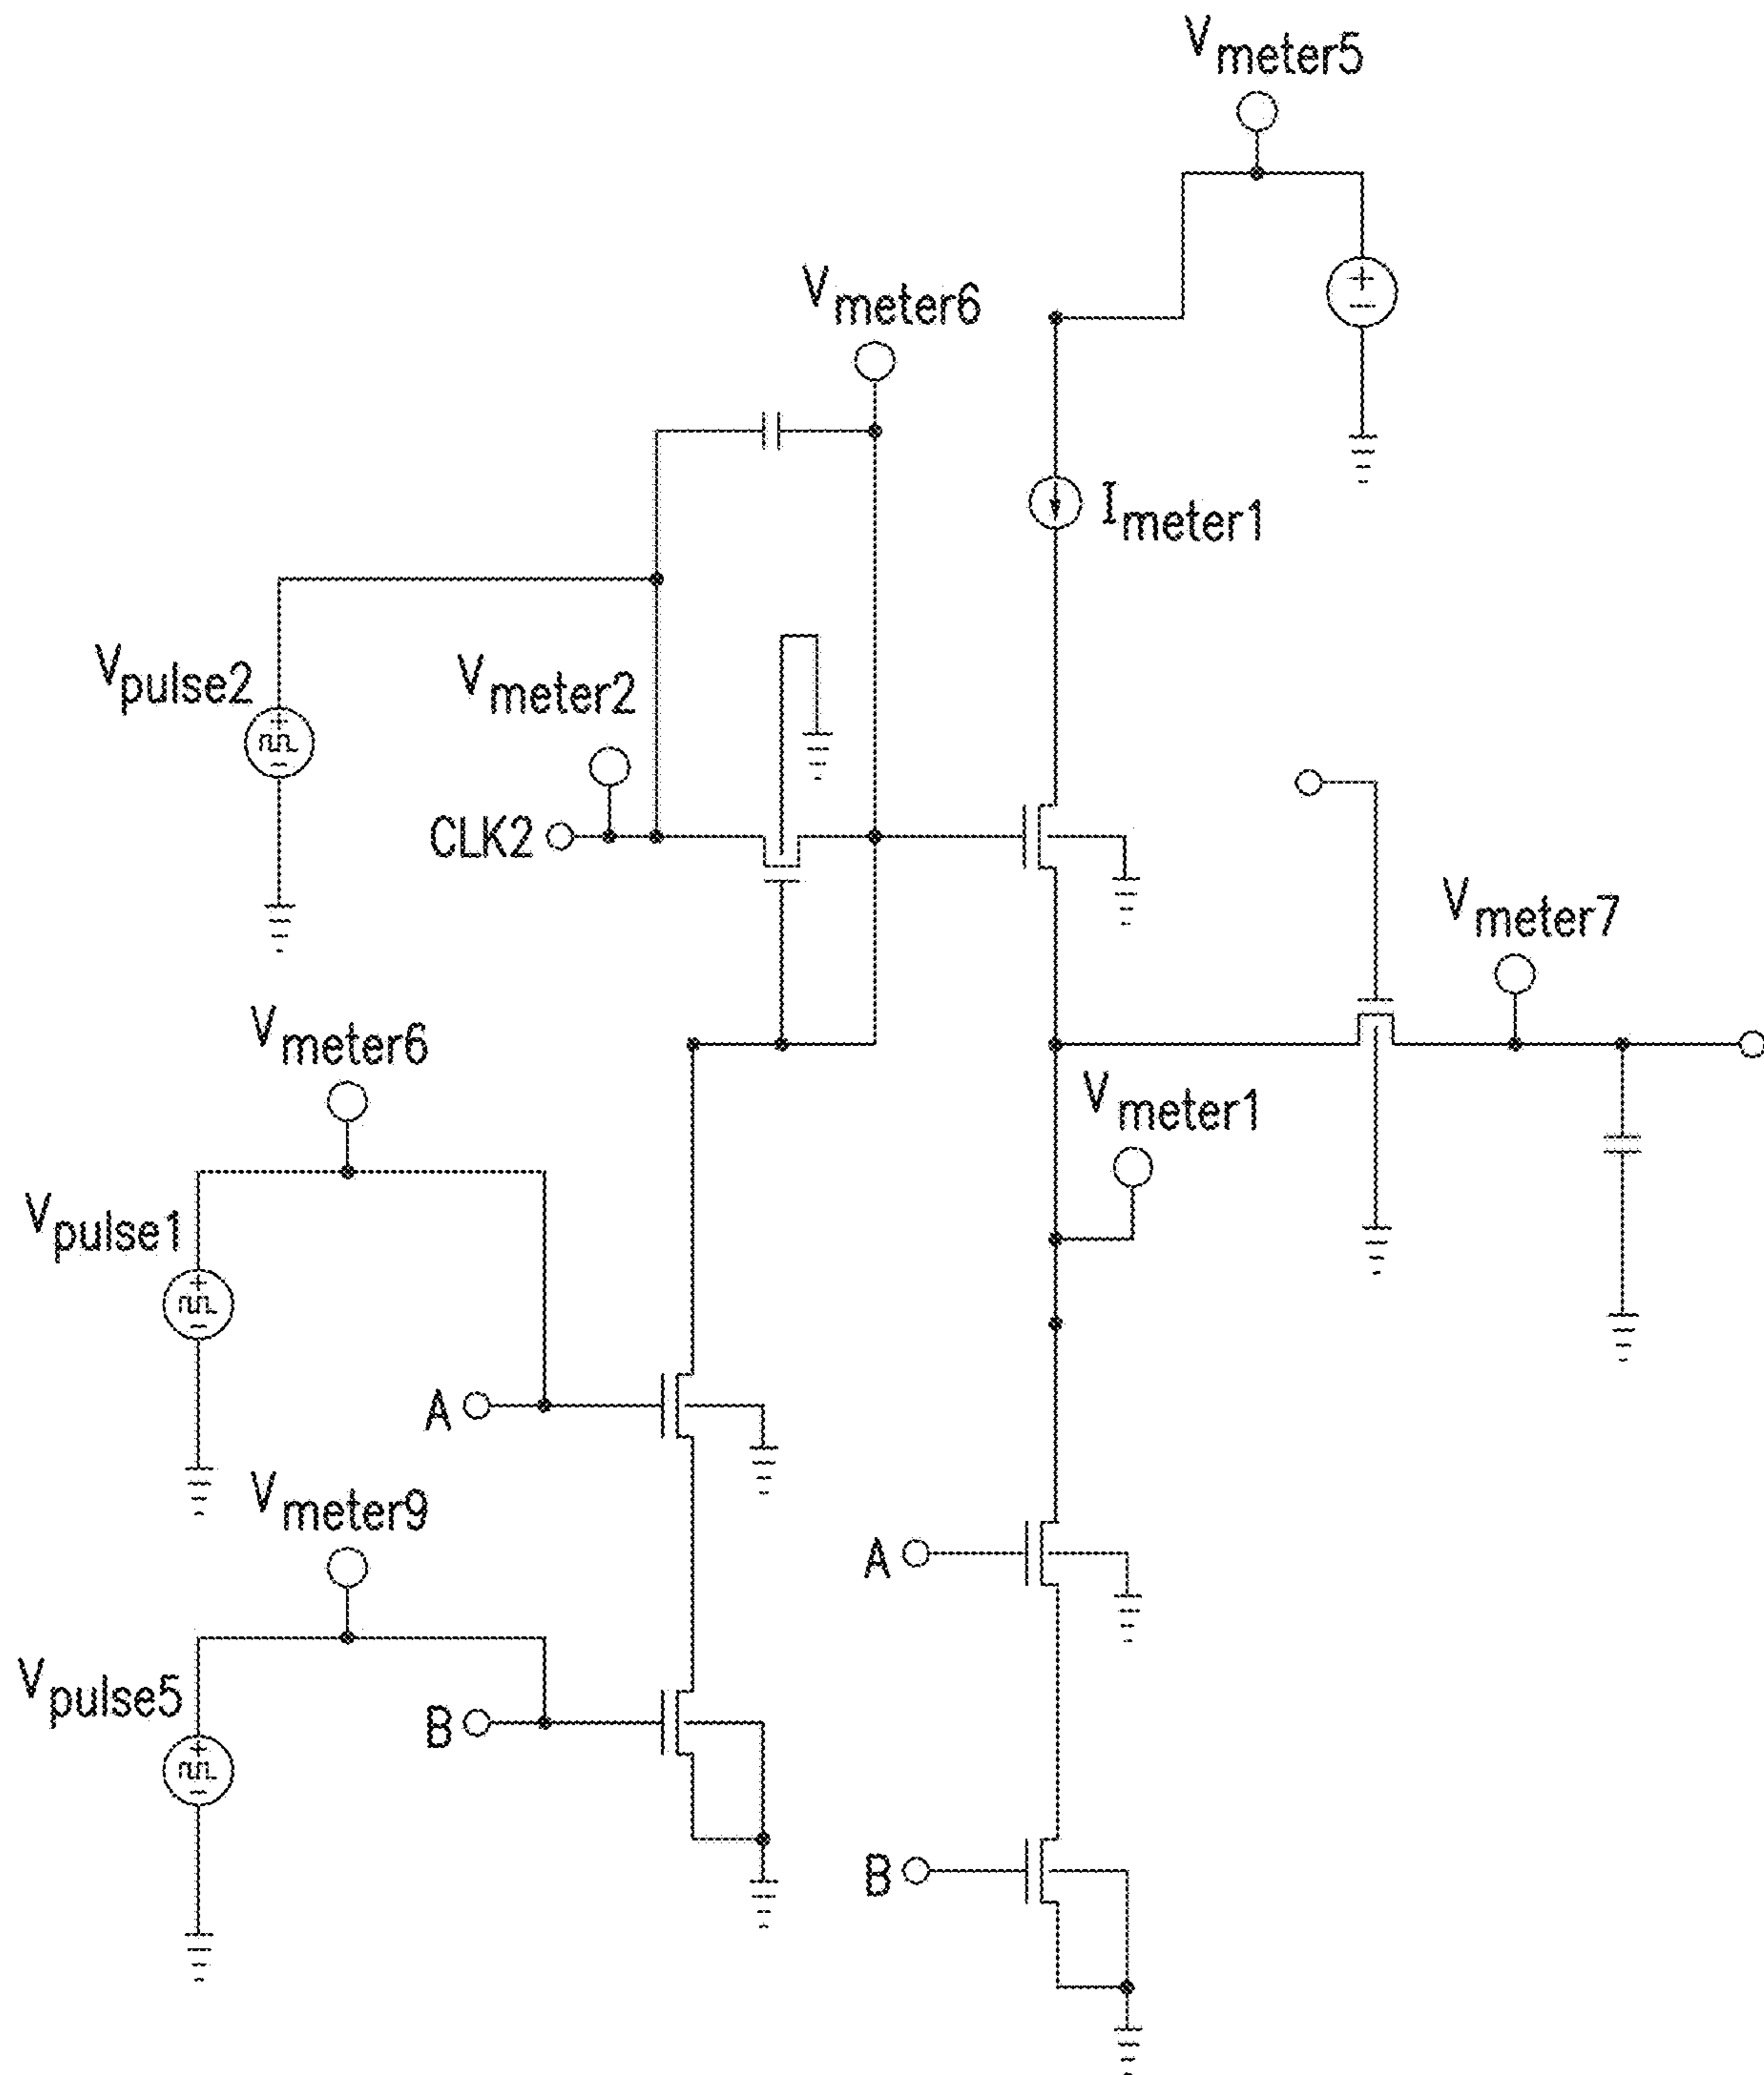 Vmeter5
Vmeter6
Imeter1
Vpulse2
Vmeter2
CLK2
Vmeter7
Vmeter6
Vmeter1
Vpulse1
A
Vmeter9
A
Vpulse5
B
B